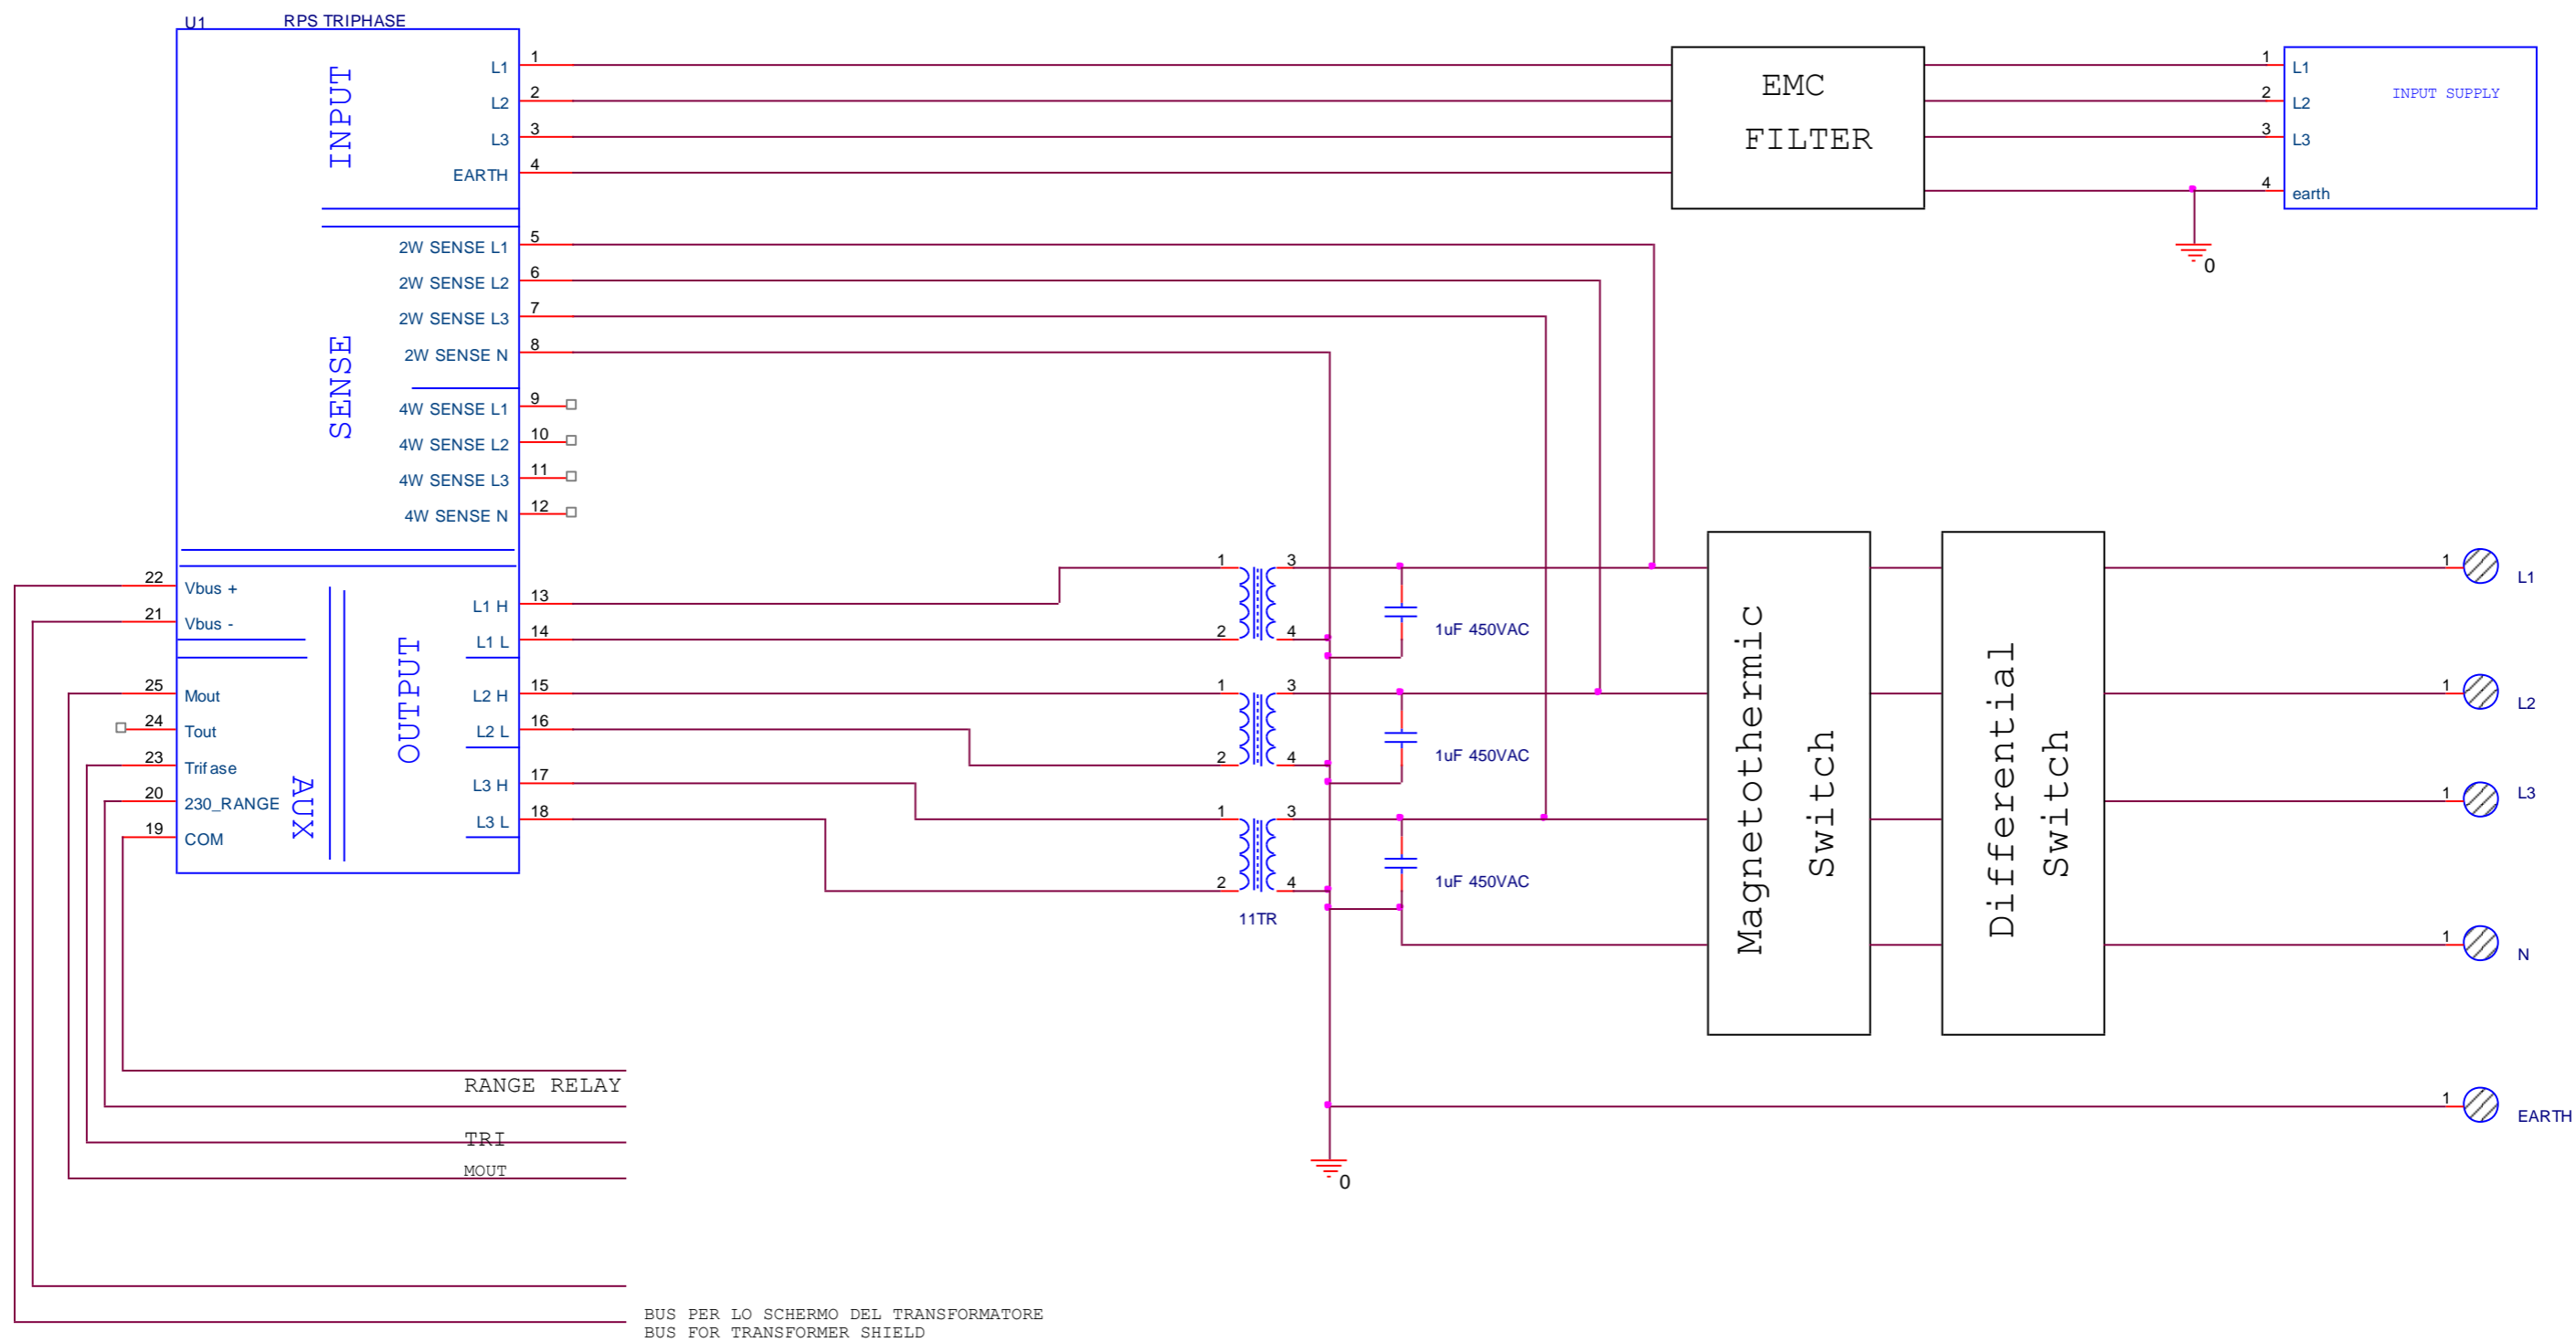 U1
RPS TRIPHASE
INPUT
L1 1
L2 2
L3 3
EARTH 4
SENSE
2W SENSE L1 5
2W SENSE L2 6
2W SENSE L3 7
2W SENSE N 8
4W SENSE L1 9
4W SENSE L2 10
4W SENSE L3 11
4W SENSE N 12
OUTPUT
L1 H 13
L1 L 14
L2 H 15
L2 L 16
L3 H 17
L3 L 18
AUX
22 Vbus +
21 Vbus -
25 Mout
24 Tout
23 Trifase
20 230_RANGE
19 COM
EMC
FILTER
INPUT SUPPLY
1 L1
2 L2
3 L3
4 earth
0
1 3
2 4
1uF 450VAC
1 3
2 4
1uF 450VAC
1 3
2 4
1uF 450VAC
11TR
Magnetothermic
Switch
Differential
Switch
1 L1
1 L2
1 L3
1 N
1 EARTH
0
RANGE RELAY
TRI
MOUT
BUS PER LO SCHERMO DEL TRANSFORMATORE
BUS FOR TRANSFORMER SHIELD